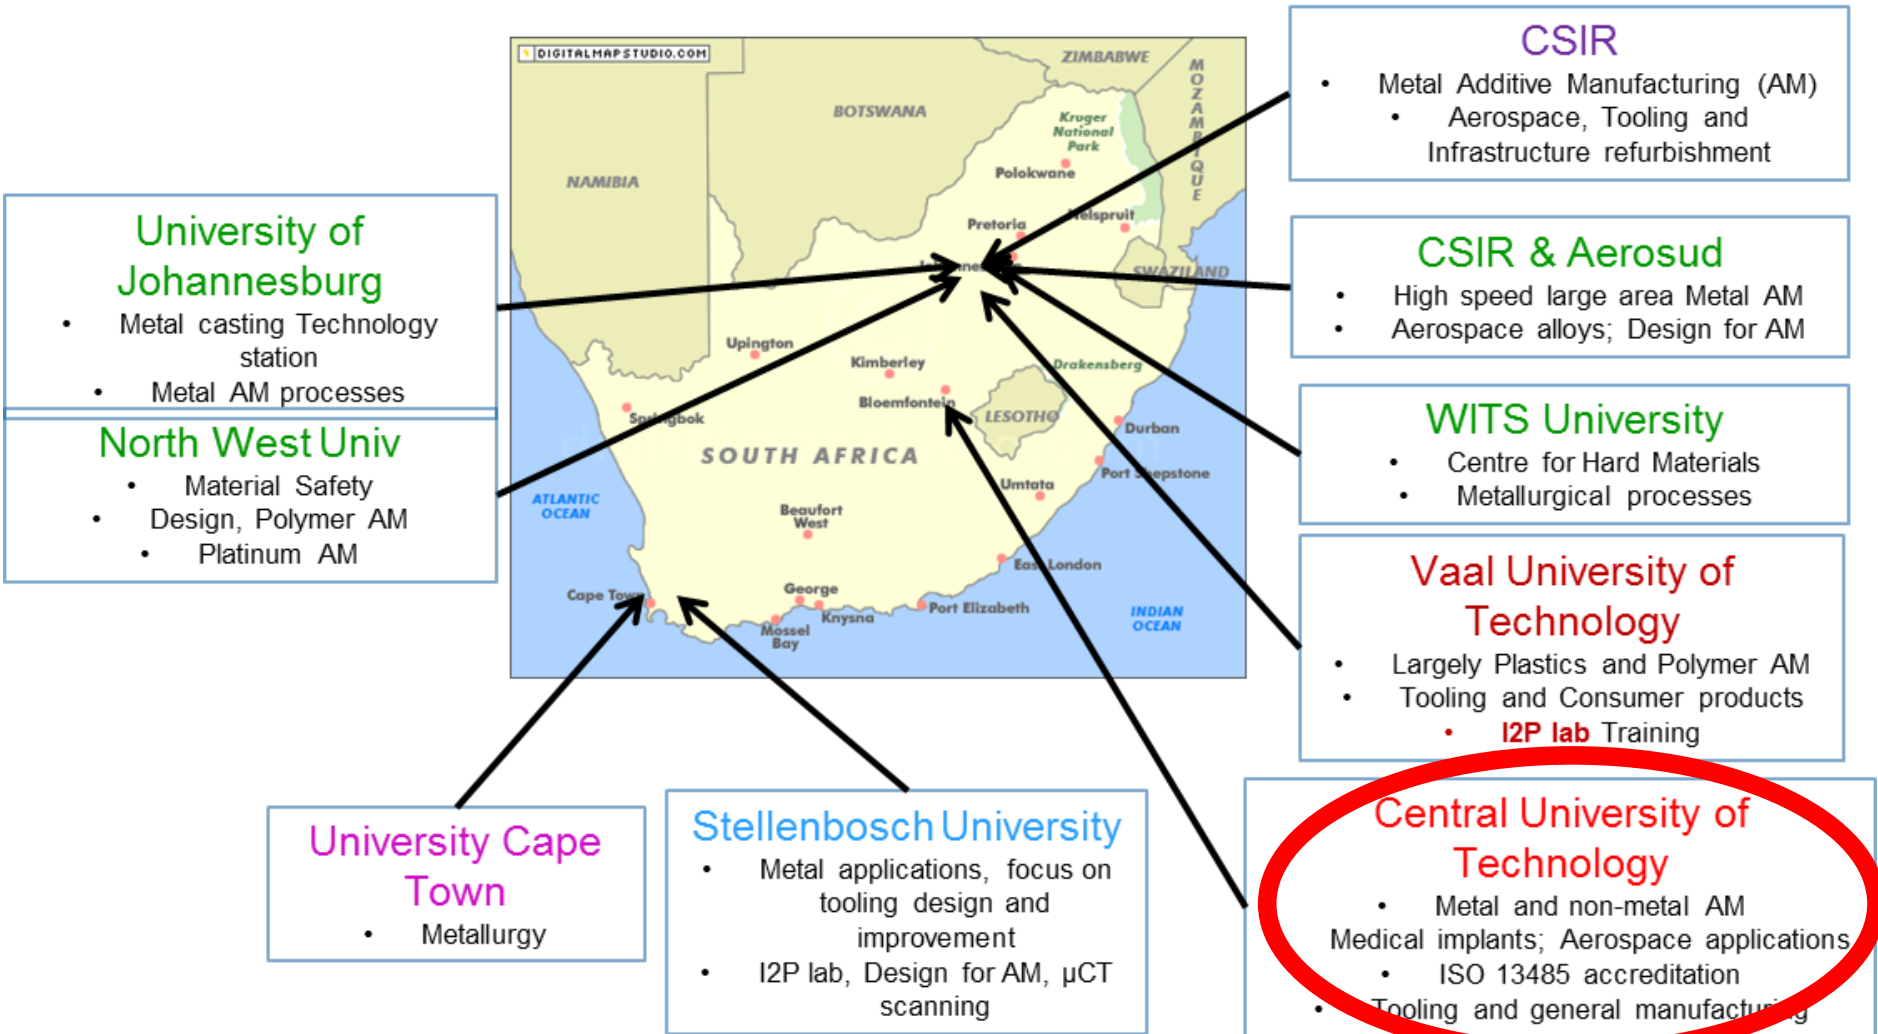 DIGITALMAPSTUDIO.COM
ZIMBABWE
MOZAMBIQUE
BOTSWANA
NAMIBIA
Kruger
National
Park
Polokwane
Nelspruit
Pretoria
SWAZILAND
Upington
Kimberley
Drakensberg
Bloemfontein
LESOTHO
Springbok
Durban
SOUTH AFRICA
Port Shepstone
Umtata
ATLANTIC
OCEAN
Beaufort
West
East London
Cape Town
George
Knysna
Port Elizabeth
Mossel
Bay
INDIAN
OCEAN
University of
Johannesburg
• Metal casting Technology
station
• Metal AM processes
North West Univ
• Material Safety
• Design, Polymer AM
• Platinum AM
CSIR
• Metal Additive Manufacturing (AM)
• Aerospace, Tooling and
Infrastructure refurbishment
CSIR & Aerosud
• High speed large area Metal AM
• Aerospace alloys; Design for AM
WITS University
• Centre for Hard Materials
• Metallurgical processes
Vaal University of
Technology
• Largely Plastics and Polymer AM
• Tooling and Consumer products
• I2P lab Training
University Cape
Town
• Metallurgy
Stellenbosch University
• Metal applications, focus on
tooling design and
improvement
• I2P lab, Design for AM, µCT
scanning
Central University of
Technology
• Metal and non-metal AM
Medical implants; Aerospace applications
• ISO 13485 accreditation
• Tooling and general manufacturing